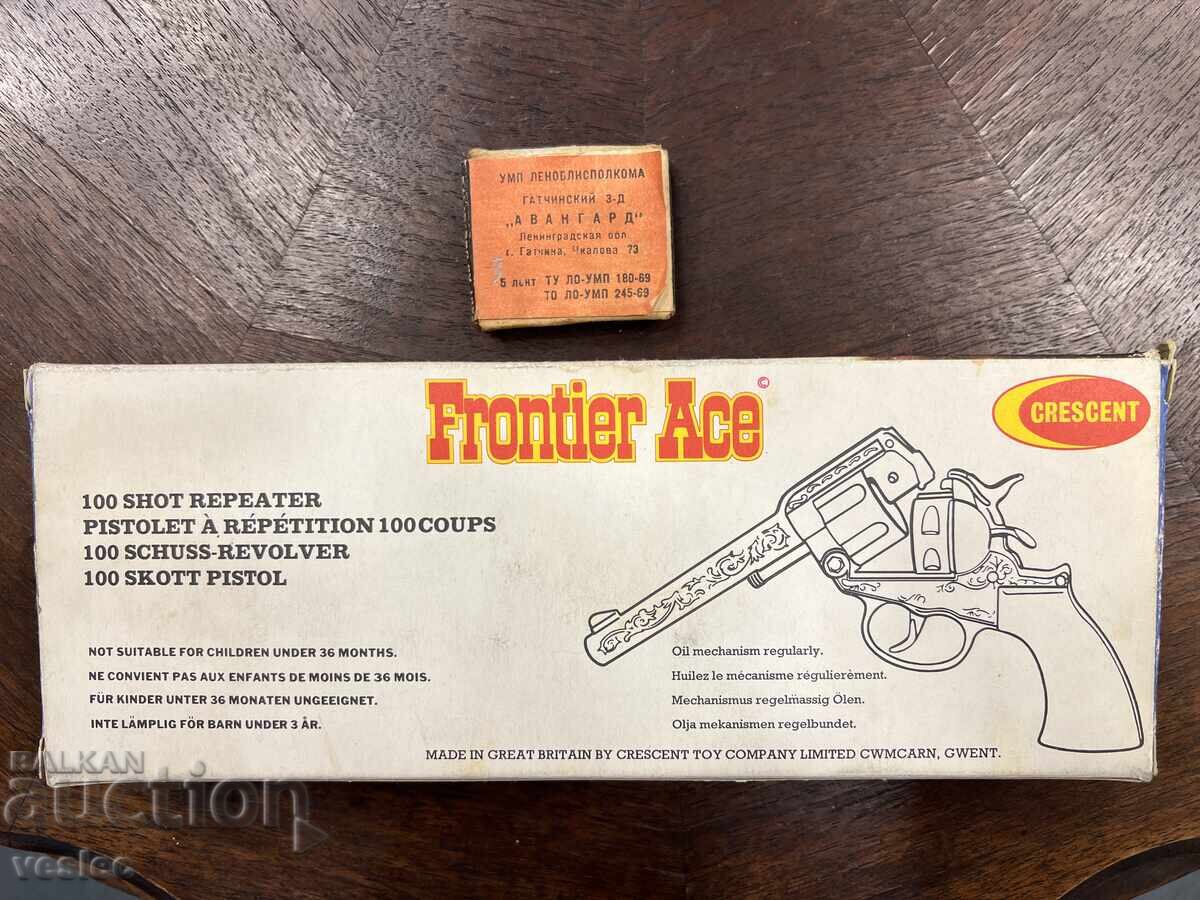 УМП ЛЕНОБЛИСПОЛКОМА
ГАТЧИНСКИЙ З-Д
„АВАНГАРД"
Ленинградская обл.
г. Гатчина, Чкалова 73
5 лент ТУ ЛО-УМП 180-69
ТО ЛО-УМП 245-69
Frontier Ace ©
CRESCENT
100 SHOT REPEATER
PISTOLET À RÉPÉTITION 100 COUPS
100 SCHUSS-REVOLVER
100 SKOTT PISTOL
NOT SUITABLE FOR CHILDREN UNDER 36 MONTHS.
NE CONVIENT PAS AUX ENFANTS DE MOINS DE 36 MOIS.
FÜR KINDER UNTER 36 MONATEN UNGEEIGNET.
INTE LÄMPLIG FÖR BARN UNDER 3 ÅR.
Oil mechanism regularly.
Huilez le mécanisme régulièrement.
Mechanismus regelmässig Ölen.
Olja mekanismen regelbundet.
MADE IN GREAT BRITAIN BY CRESCENT TOY COMPANY LIMITED CWMCARN, GWENT.
BALKAN
auction
veslec